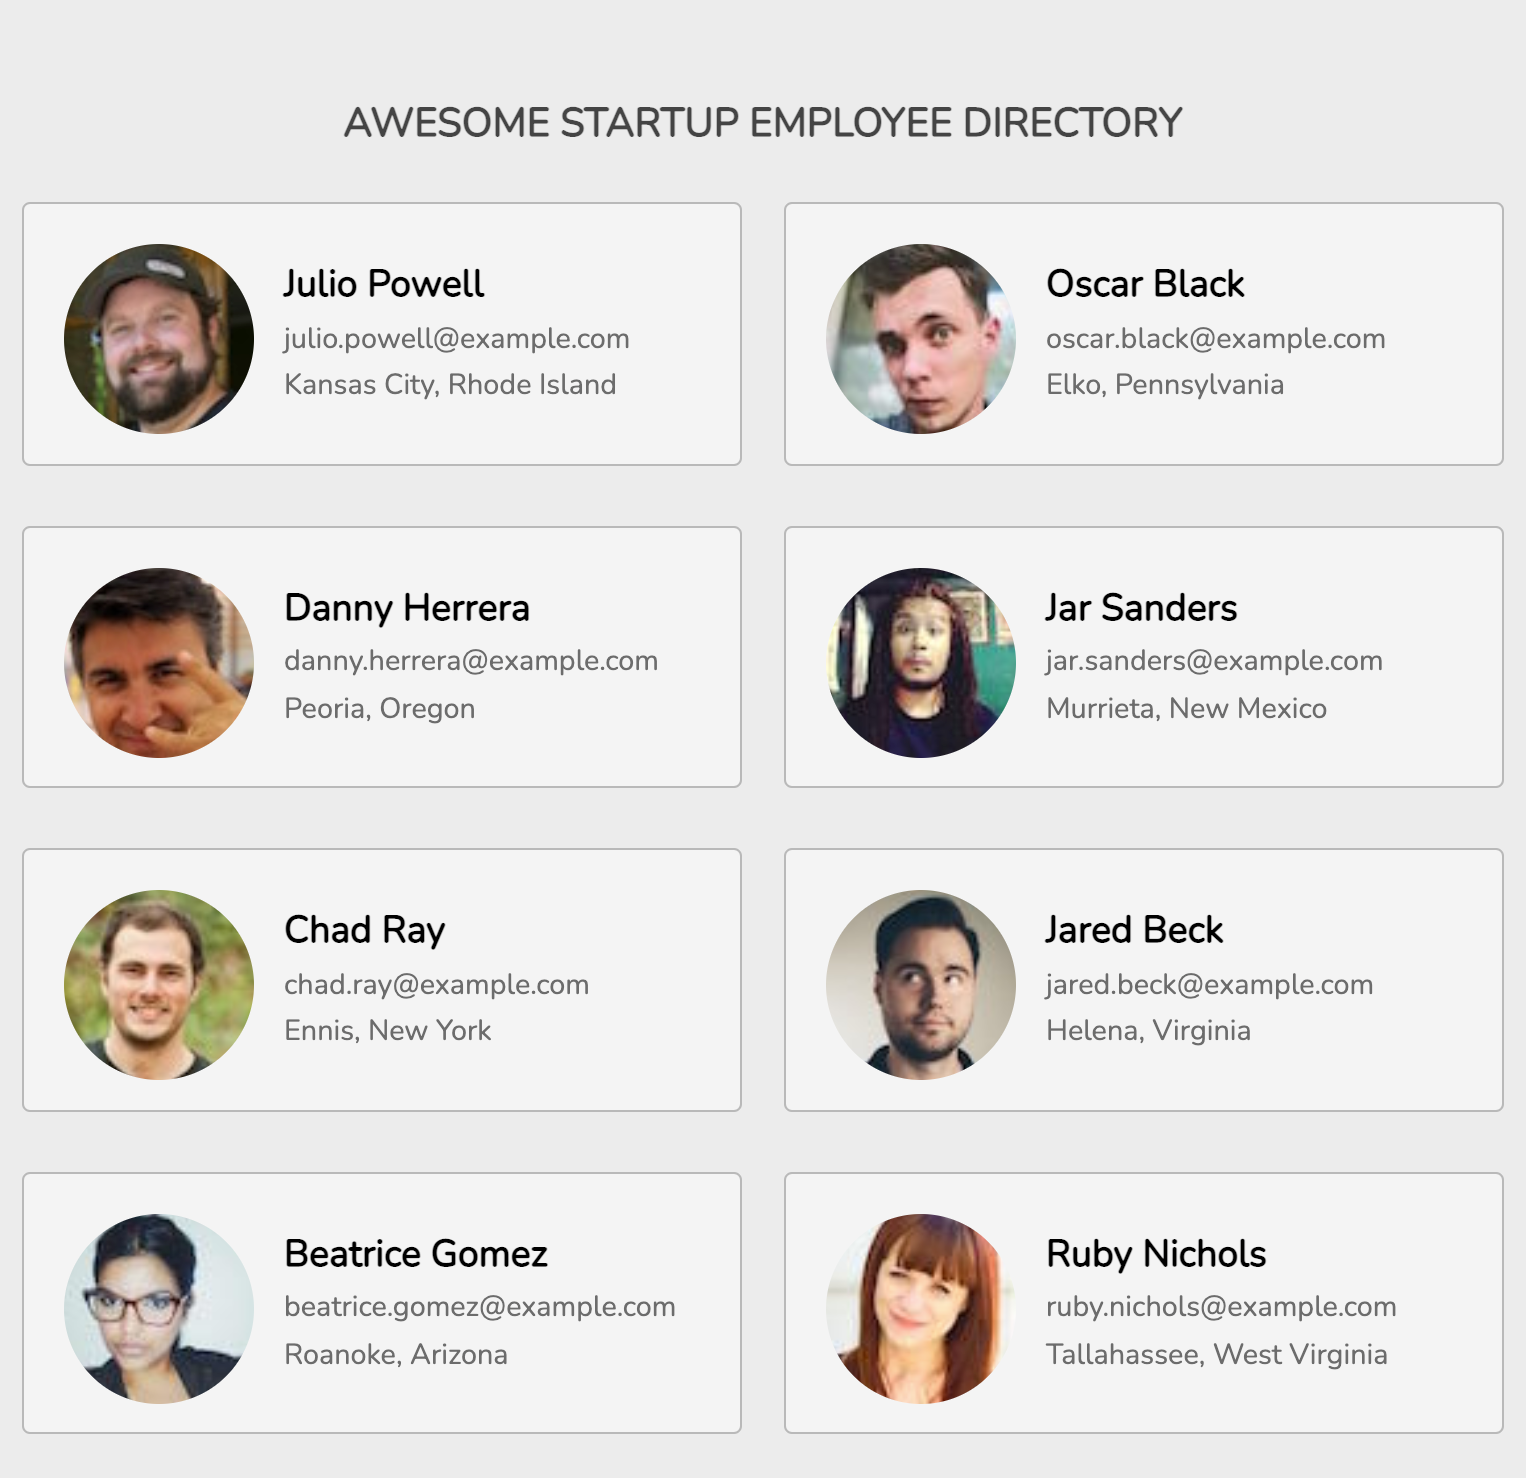 AWESOME STARTUP EMPLOYEE DIRECTORY
Julio Powell
julio.powell@example.com
Kansas City, Rhode Island
Oscar Black
oscar.black@example.com
Elko, Pennsylvania
Danny Herrera
danny.herrera@example.com
Peoria, Oregon
Jar Sanders
jar.sanders@example.com
Murrieta, New Mexico
Chad Ray
chad.ray@example.com
Ennis, New York
Jared Beck
jared.beck@example.com
Helena, Virginia
Beatrice Gomez
beatrice.gomez@example.com
Roanoke, Arizona
Ruby Nichols
ruby.nichols@example.com
Tallahassee, West Virginia